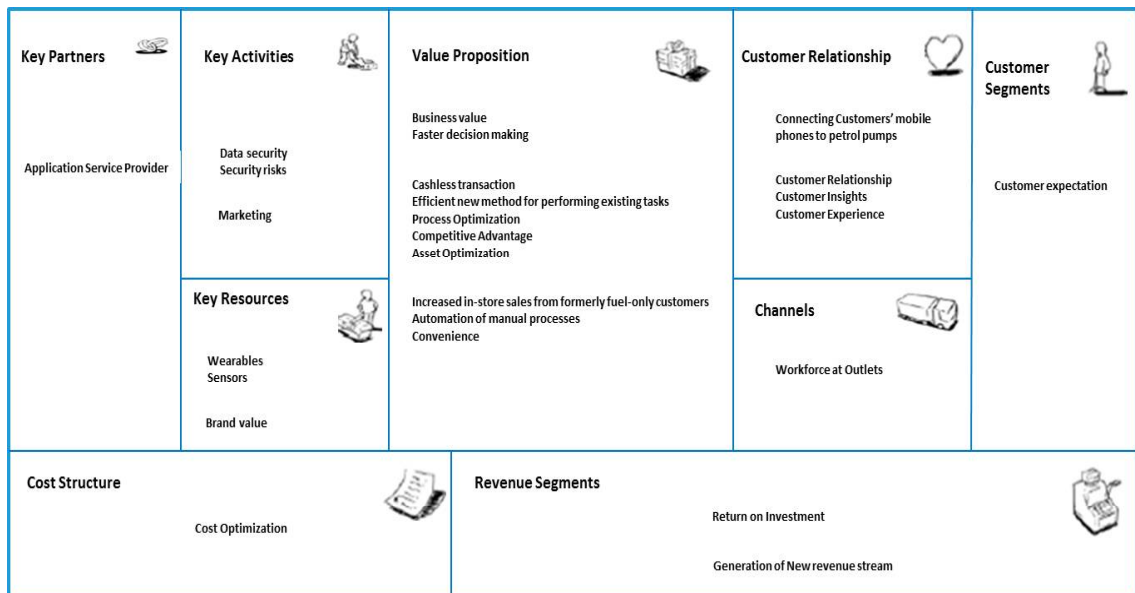 Key Partners
Application Service Provider
Key Activities
Data security
Security risks
Marketing
Key Resources
Wearables
Sensors
Brand value
Value Proposition
Business value
Faster decision making
Cashless transaction
Efficient new method for performing existing tasks
Process Optimization
Competitive Advantage
Asset Optimization
Increased in-store sales from formerly fuel-only customers
Automation of manual processes
Convenience
Customer Relationship
Connecting Customers' mobile
phones to petrol pumps
Customer Relationship
Customer Insights
Customer Experience
Channels
Workforce at Outlets
Customer
Segments
Customer expectation
Cost Structure
Cost Optimization
Revenue Segments
Return on Investment
Generation of New revenue stream